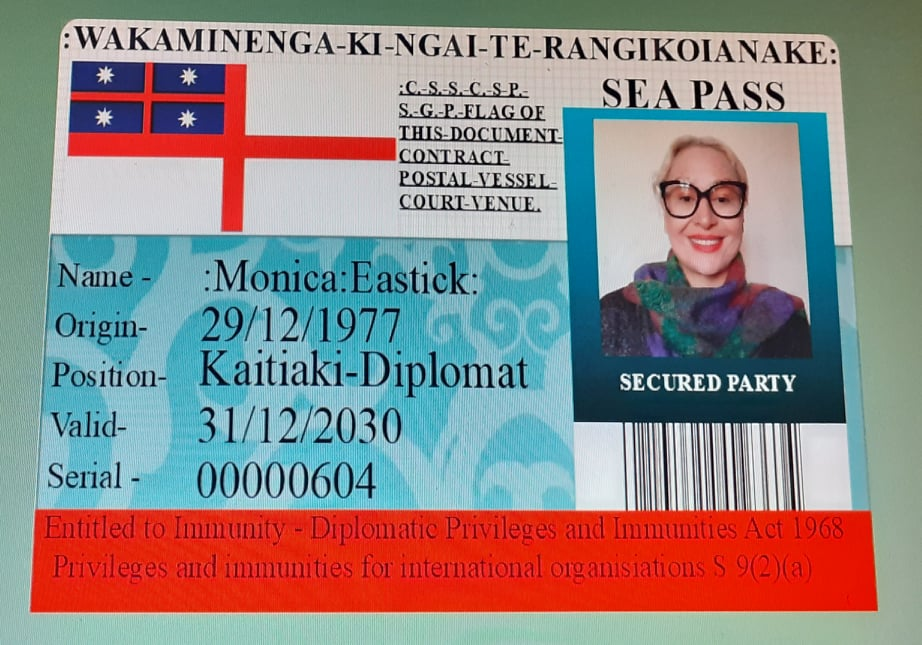 :WAKAMINENGA-KI-NGAI-TE-RANGIKOIANAKE:
:C.-S.-S.-C.-S-P.-
S.-G.-P.-FLAG OF
THIS-DOCUMENT-
CONTRACT-
POSTAL-VESSEL-
COURT-VENUE.
SEA PASS
SECURED PARTY
Name - :Monica:Eastick:
Origin- 29/12/1977
Position- Kaitiaki-Diplomat
Valid- 31/12/2030
Serial - 00000604
Entitled to Immunity - Diplomatic Privileges and Immunities Act 1968
Privileges and immunities for international organisiations S 9(2)(a)